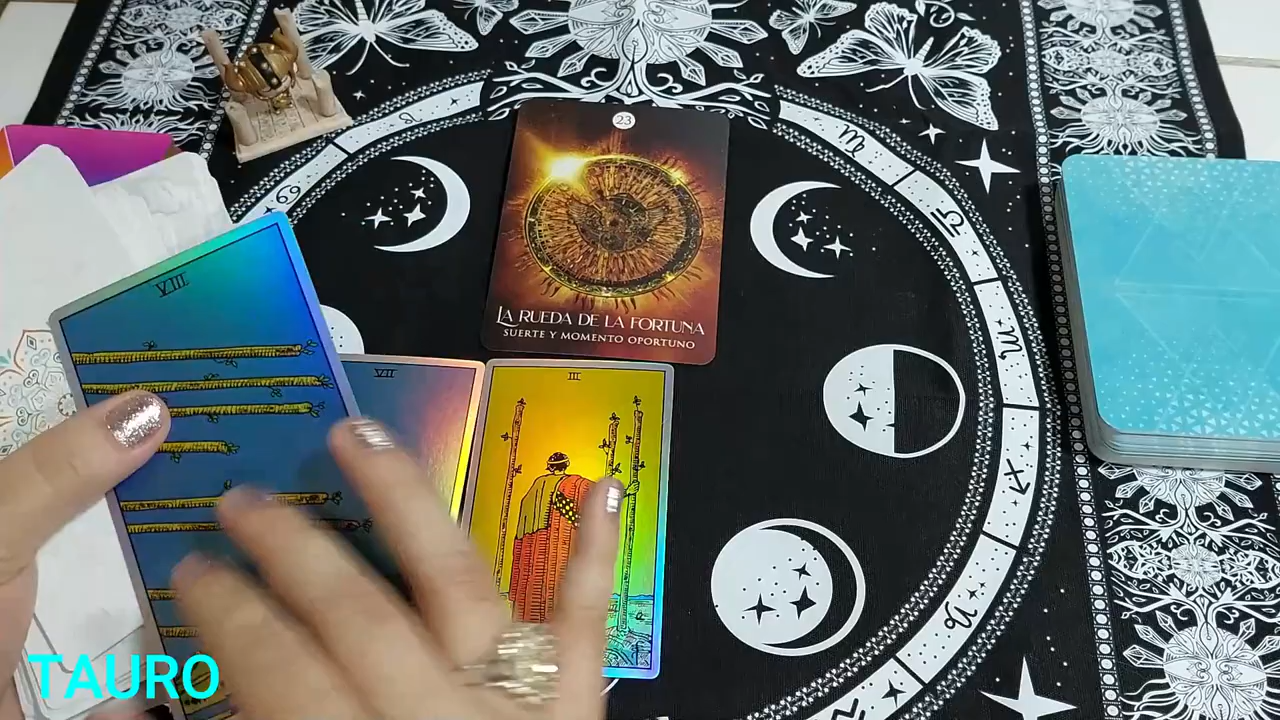 23
LA RUEDA DE LA FORTUNA
SUERTE Y MOMENTO OPORTUNO
VIII
VII
III
TAURO